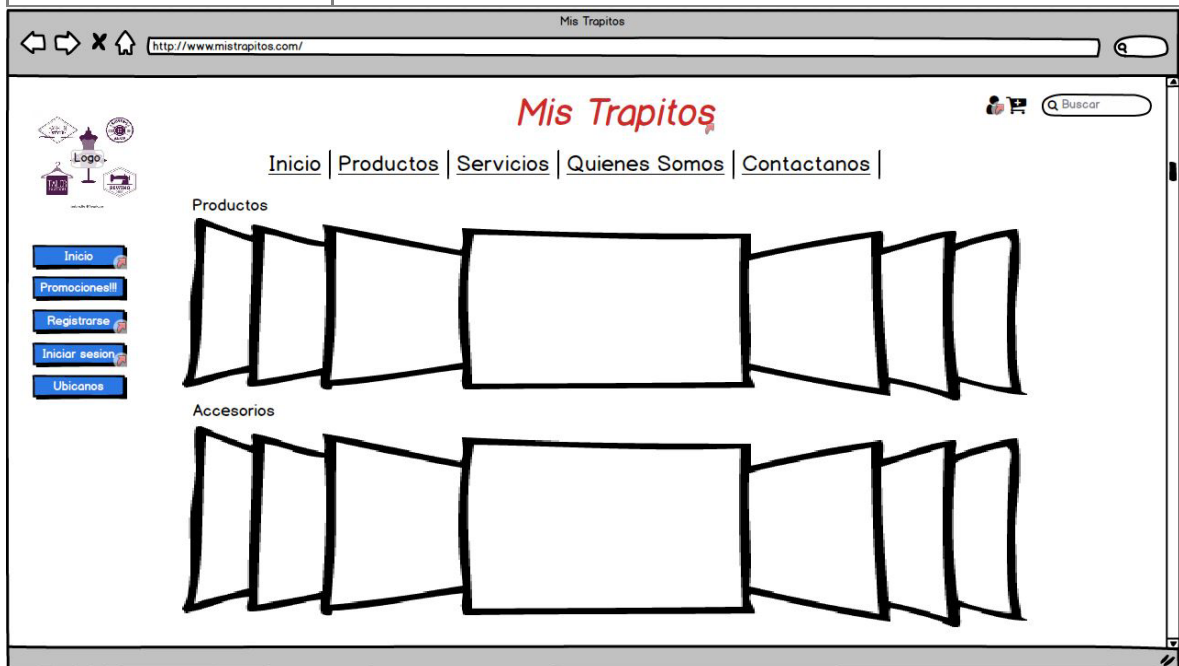 Mis Trapitos
http://www.mistrapitos.com/
Mis Trapitos
Buscar
Logo
Inicio Productos Servicios Quienes Somos Contactanos
Productos
Inicio
Promociones!!!
Registrarse
Iniciar sesion
Ubicanos
Accesorios